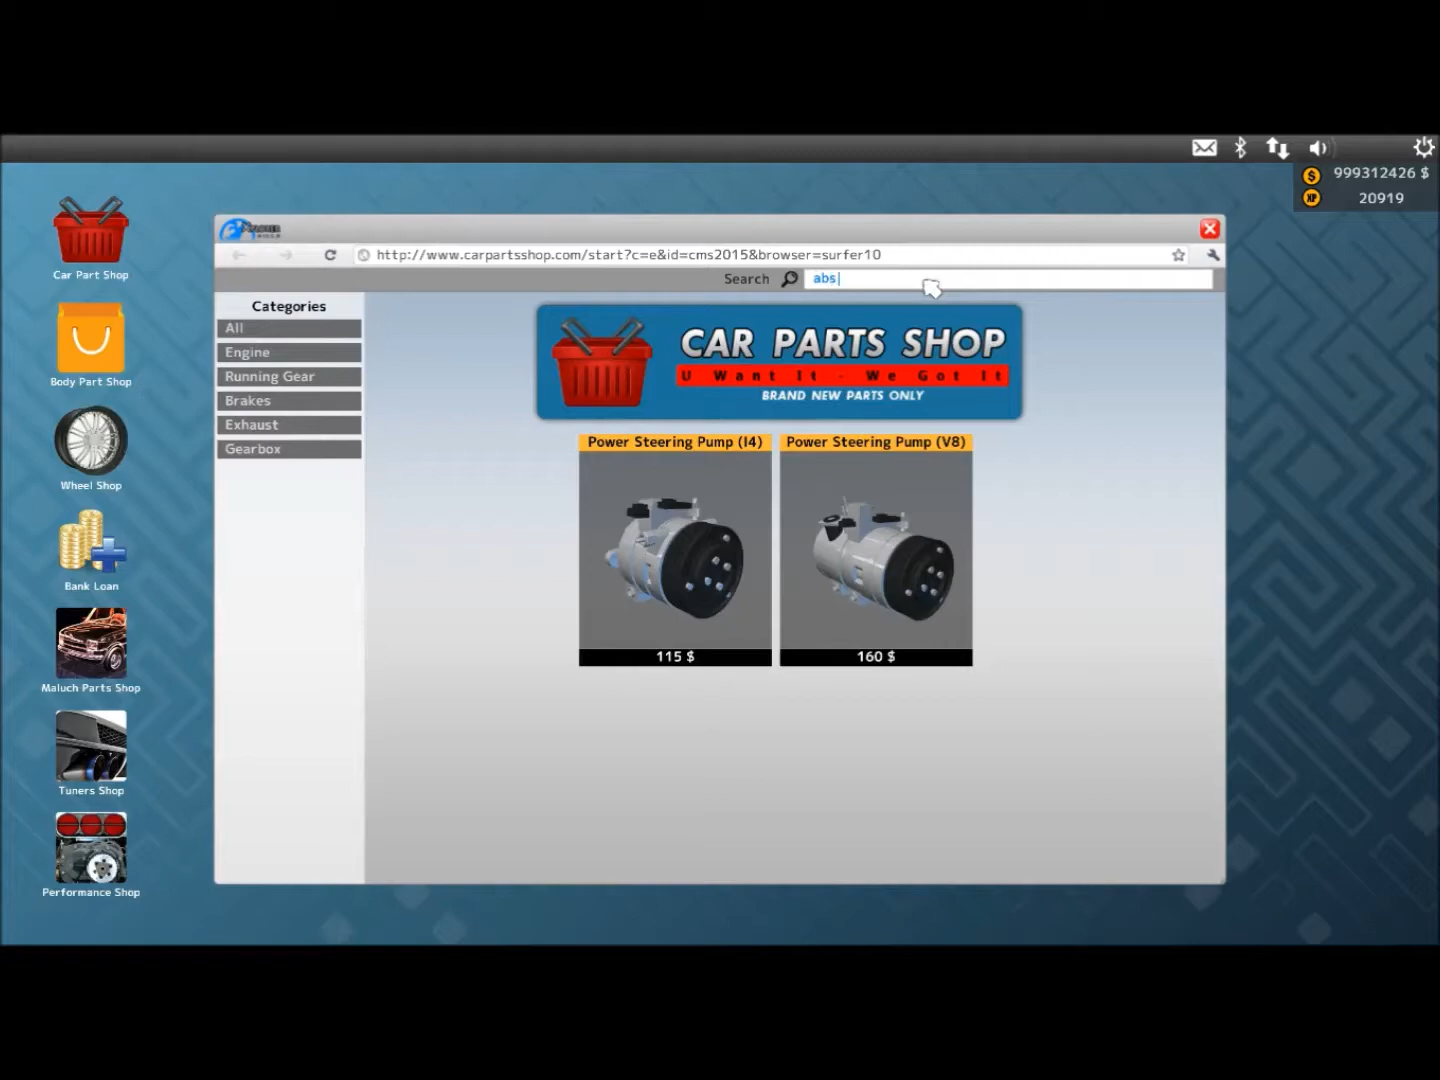 999312426 $
XP
20919
Car Part Shop
Body Part Shop
Wheel Shop
Bank Loan
Maluch Parts Shop
Tuners Shop
Performance Shop
http://www.carpartsshop.com/start?c=e&id=cms2015&browser=surfer10
Search
abs
Categories
All
Engine
Running Gear
Brakes
Exhaust
Gearbox
CAR PARTS SHOP
U Want It - We Got It
BRAND NEW PARTS ONLY
Power Steering Pump (I4)
115 $
Power Steering Pump (V8)
160 $